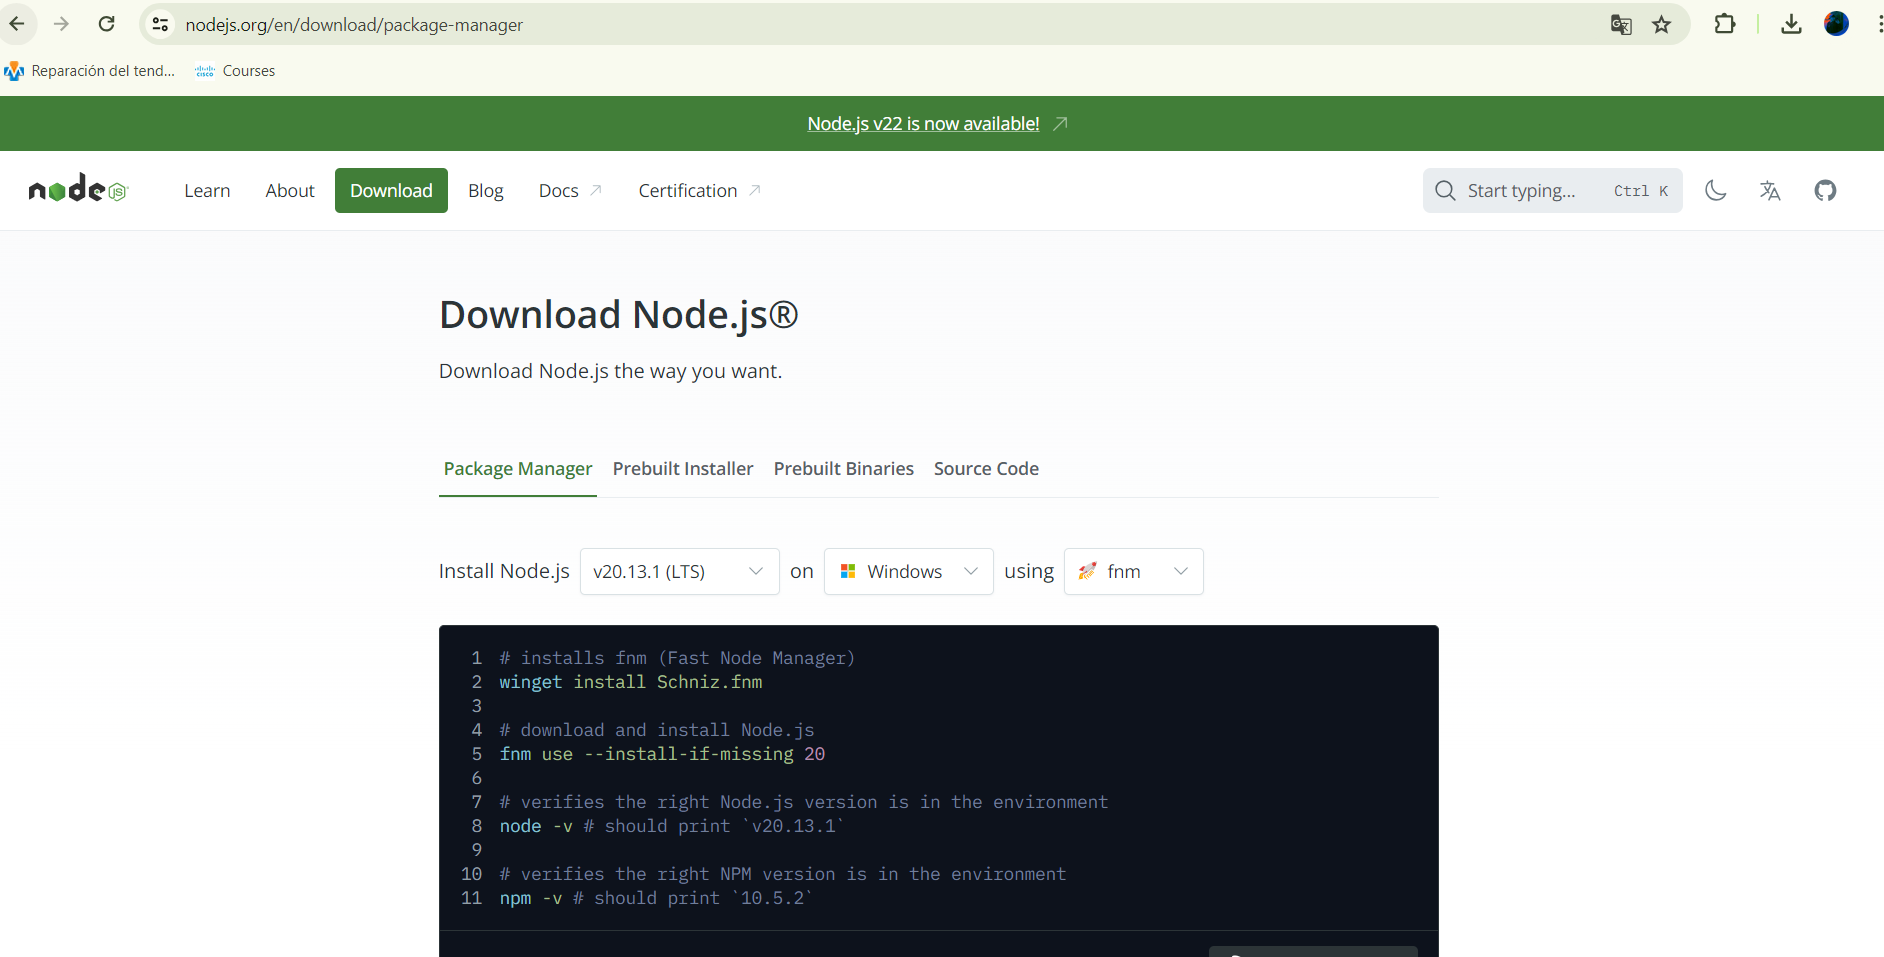 nodejs.org/en/download/package-manager
Reparación del tend... Courses
Node.js v22 is now available!
node JS Learn About Download Blog Docs Certification Start typing... Ctrl K
Download Node.js®
Download Node.js the way you want.
Package Manager Prebuilt Installer Prebuilt Binaries Source Code
Install Node.js v20.13.1 (LTS) on Windows using fnm
1 # installs fnm (Fast Node Manager)
2 winget install Schniz.fnm
3
4 # download and install Node.js
5 fnm use --install-if-missing 20
6
7 # verifies the right Node.js version is in the environment
8 node -v # should print `v20.13.1`
9
10 # verifies the right NPM version is in the environment
11 npm -v # should print `10.5.2`